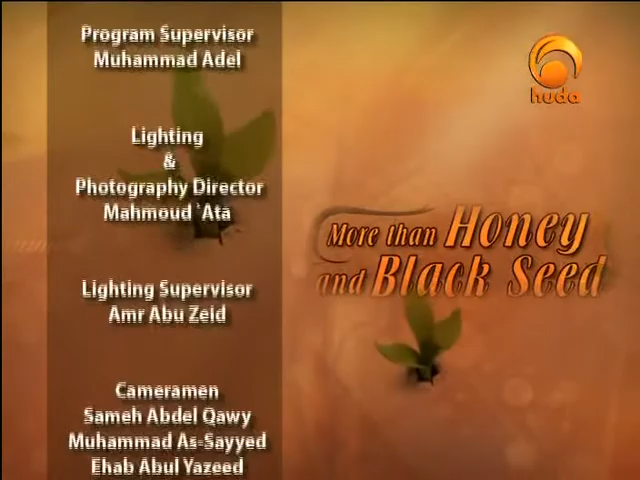 Program Supervisor
Muhammad Adel
Lighting
&
Photography Director
Mahmoud `Ata
Lighting Supervisor
Amr Abu Zeid
Cameramen
Sameh Abdel Qawy
Muhammad As-Sayyed
Ehab Abul Yazeed
huda
More than Honey
and Black Seed